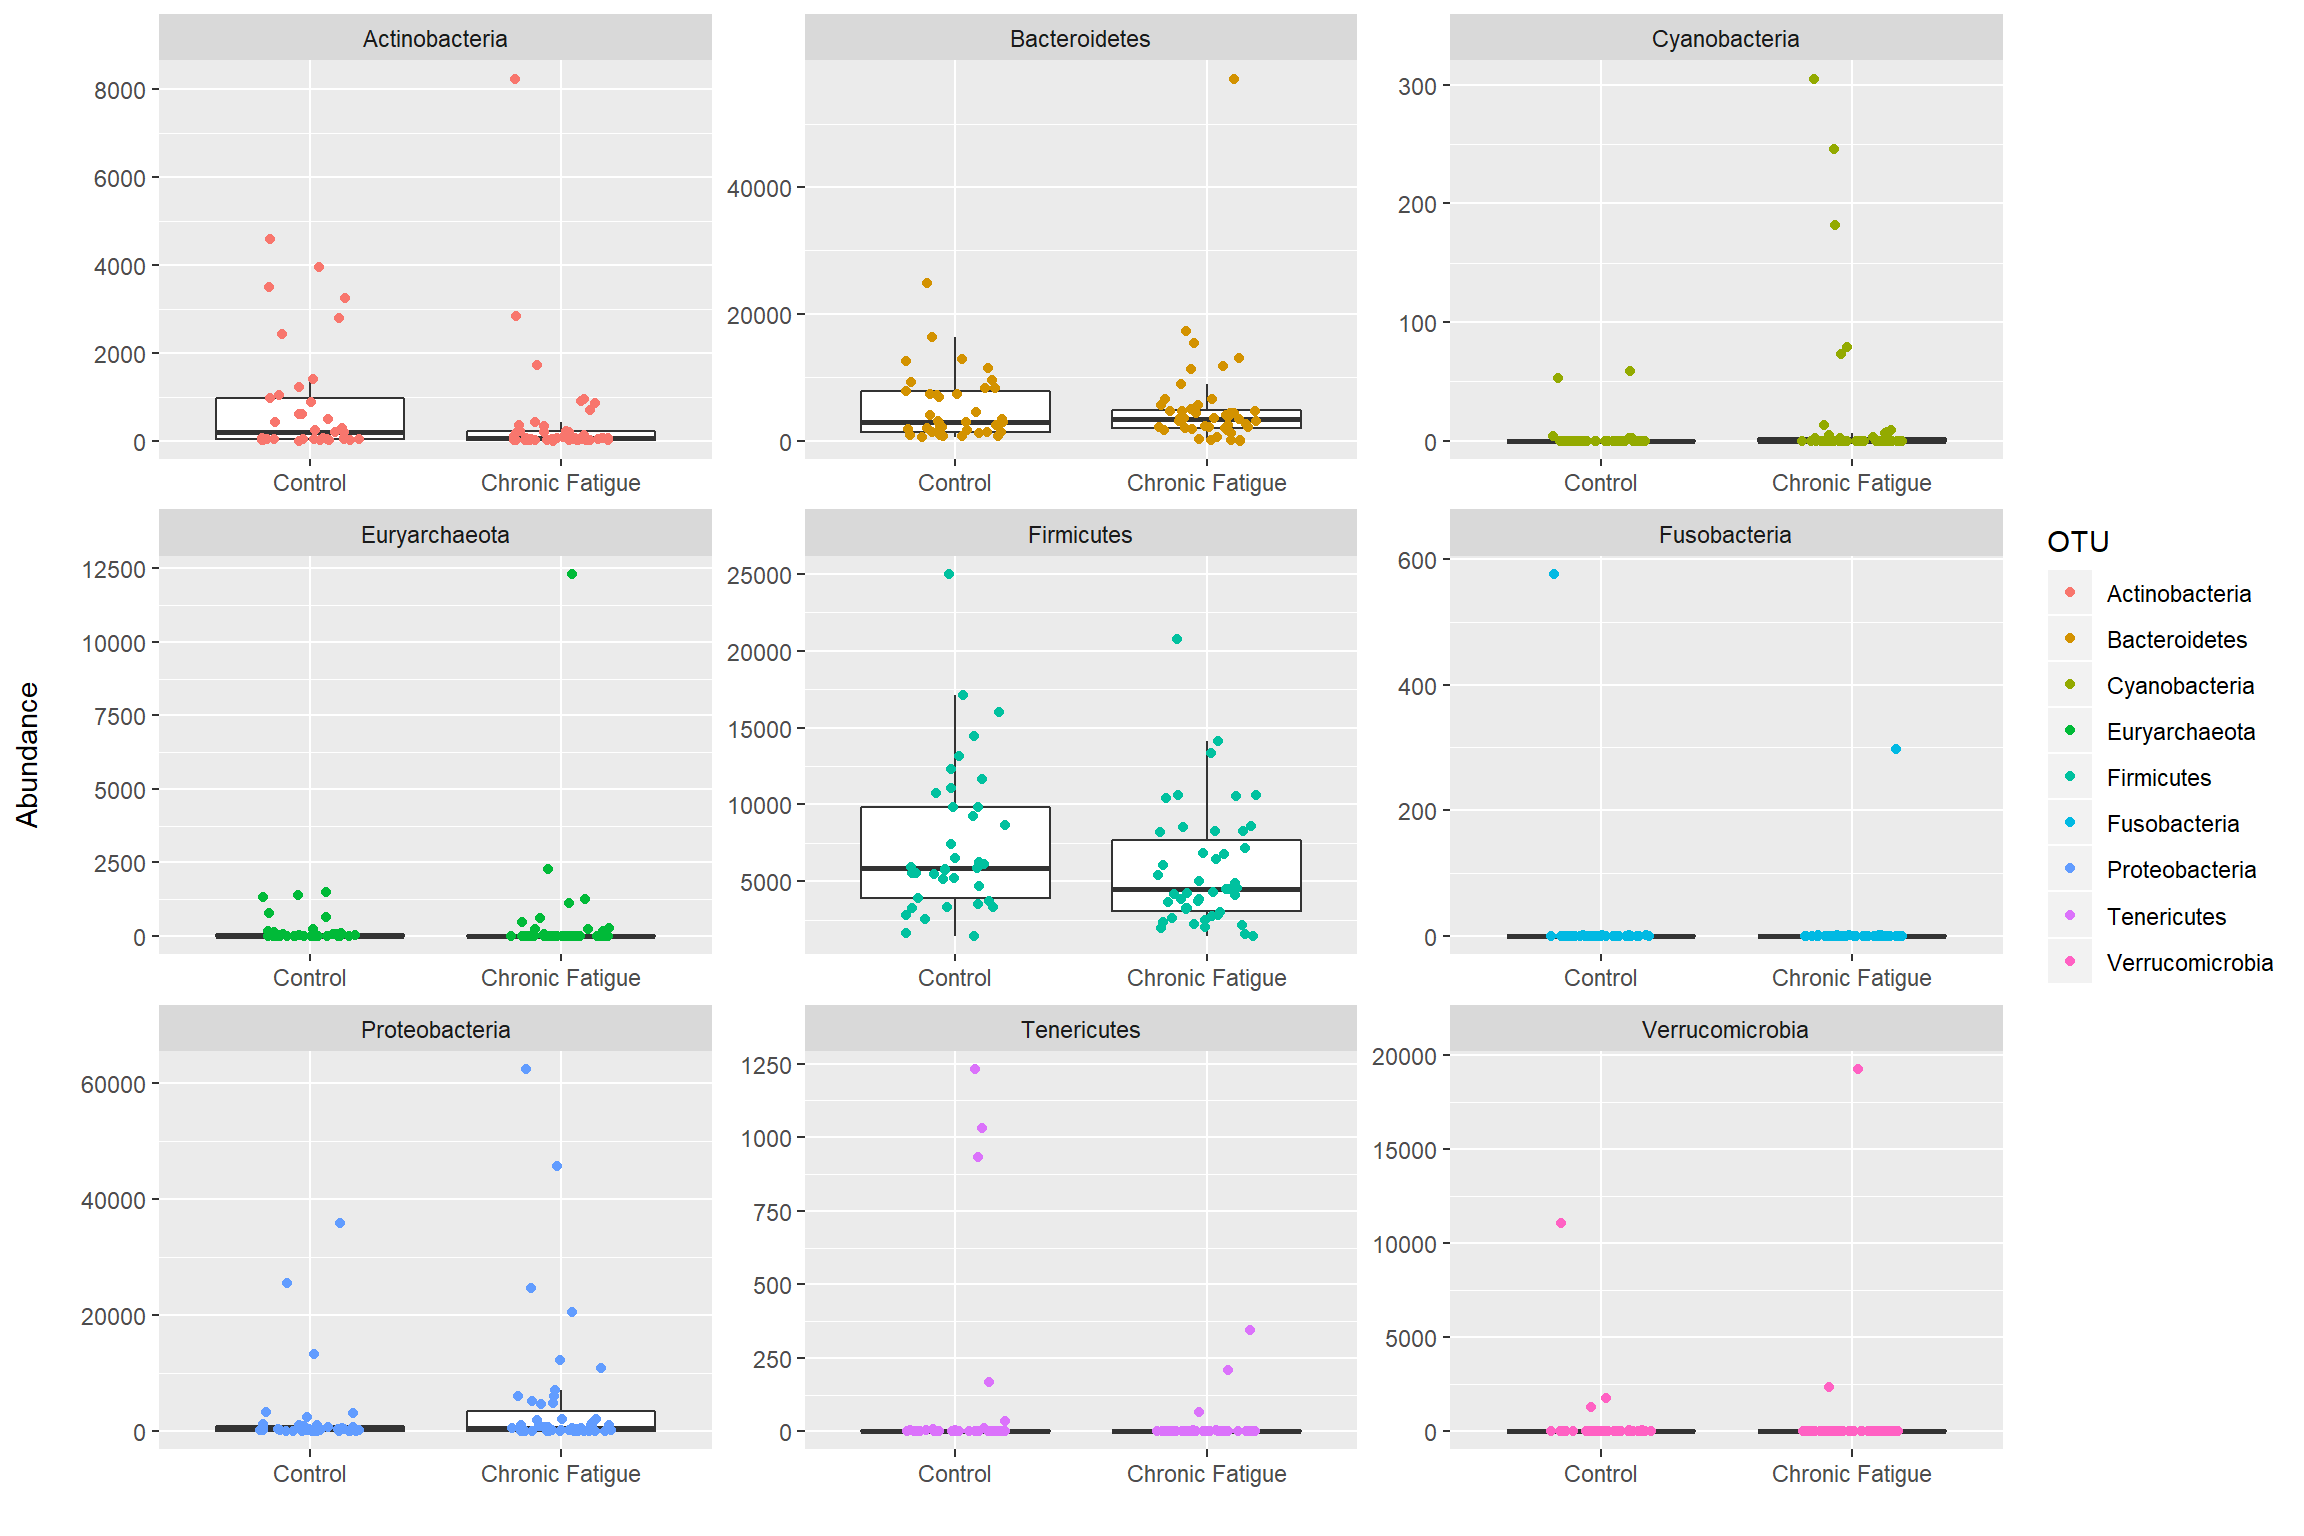 Actinobacteria
8000
6000
4000
2000
0
Control
Chronic Fatigue
Bacteroidetes
40000
20000
0
Control
Chronic Fatigue
Cyanobacteria
300
200
100
0
Control
Chronic Fatigue
Abundance
Euryarchaeota
12500
10000
7500
5000
2500
0
Control
Chronic Fatigue
Firmicutes
25000
20000
15000
10000
5000
Control
Chronic Fatigue
Fusobacteria
600
400
200
0
Control
Chronic Fatigue
OTU
Actinobacteria
Bacteroidetes
Cyanobacteria
Euryarchaeota
Firmicutes
Fusobacteria
Proteobacteria
Tenericutes
Verrucomicrobia
Proteobacteria
60000
40000
20000
0
Control
Chronic Fatigue
Tenericutes
1250
1000
750
500
250
0
Control
Chronic Fatigue
Verrucomicrobia
20000
15000
10000
5000
0
Control
Chronic Fatigue